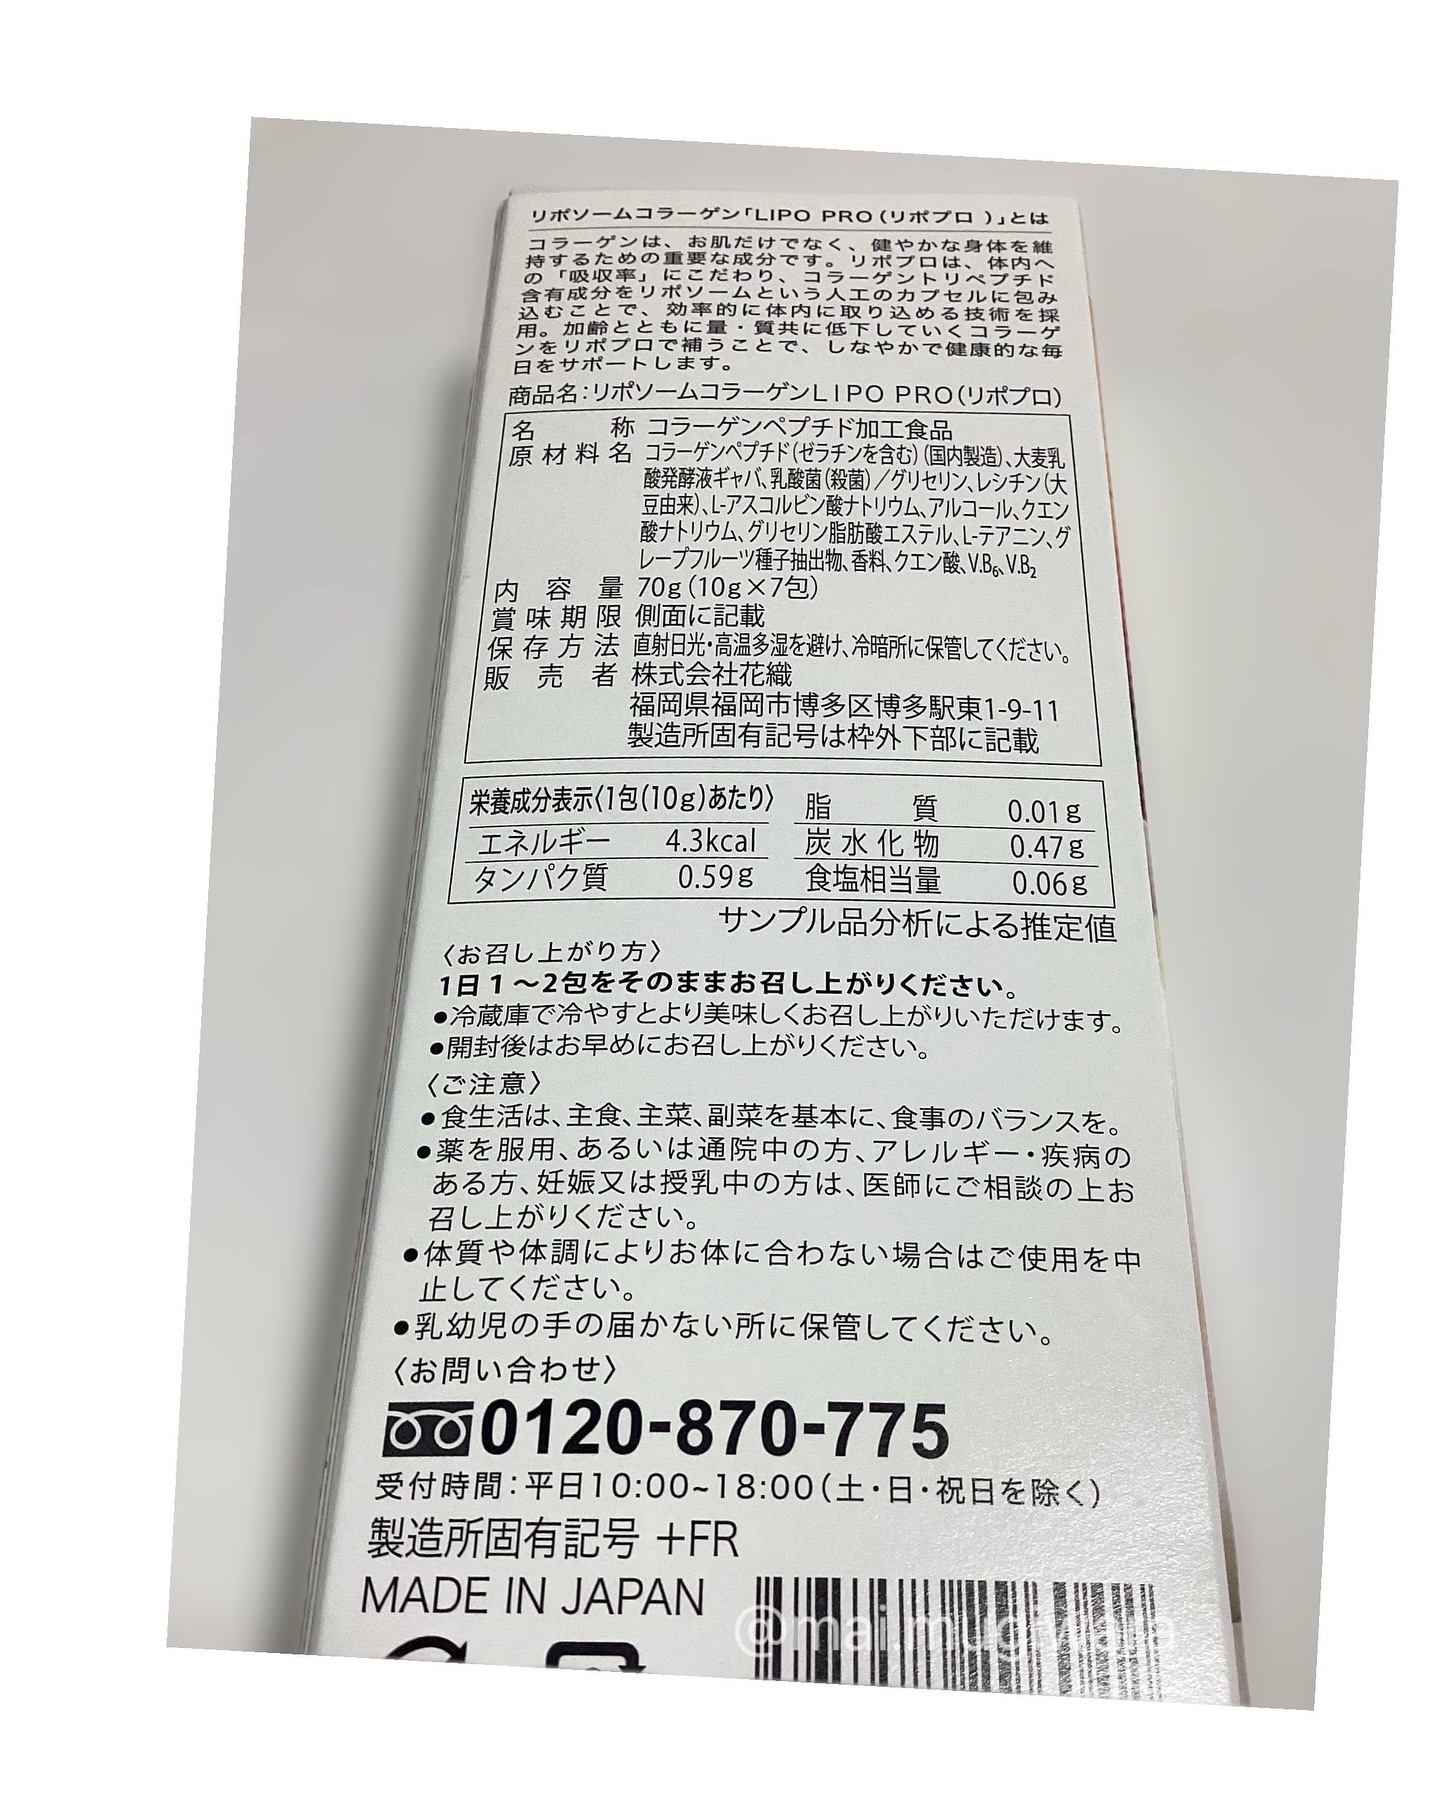 リポソームコラーゲン「LIPO PRO(リポプロ )」とは
コラーゲンは、お肌だけでなく、健やかな身体を維
持するための重要な成分です。リポプロは、体内へ
の「吸収率」にこだわり、コラーゲントリペプチド
含有成分をリポソームという人工のカプセルに包み
込むことで、効率的に体内に取り込める技術を採
用。加齢とともに量・質共に低下していくコラーゲ
ンをリポプロで補うことで、しなやかで健康的な毎
日をサポートします。
商品名:リポソームコラーゲンLIPO PRO(リポプロ)
名称 コラーゲンペプチド加工食品
原材料名 コラーゲンペプチド(ゼラチンを含む)(国内製造)、大麦乳
酸発酵液ギャバ、乳酸菌(殺菌)/グリセリン、レシチン(大
豆由来)、L-アスコルビン酸ナトリウム、アルコール、クエン
酸ナトリウム、グリセリン脂肪酸エステル、L-テアニン、グ
レープフルーツ種子抽出物、香料、クエン酸、V.B₆、V.B₂
内容量 70g(10g×7包)
賞味期限 側面に記載
保存方法 直射日光・高温多湿を避け、冷暗所に保管してください。
販売者 株式会社花織
福岡県福岡市博多区博多駅東1-9-11
製造所固有記号は枠外下部に記載
栄養成分表示〈1包(10g)あたり〉 脂質 0.01g
エネルギー 4.3kcal 炭水化物 0.47g
タンパク質 0.59g 食塩相当量 0.06g
サンプル品分析による推定値
〈お召し上がり方〉
1日1~2包をそのままお召し上がりください。
●冷蔵庫で冷やすとより美味しくお召し上がりいただけます。
●開封後はお早めにお召し上がりください。
〈ご注意〉
●食生活は、主食、主菜、副菜を基本に、食事のバランスを。
●薬を服用、あるいは通院中の方、アレルギー・疾病の
ある方、妊娠又は授乳中の方は、医師にご相談の上お
召し上がりください。
●体質や体調によりお体に合わない場合はご使用を中
止してください。
●乳幼児の手の届かない所に保管してください。
〈お問い合わせ〉
0120-870-775
受付時間:平日10:00~18:00(土・日・祝日を除く)
製造所固有記号 +FR
MADE IN JAPAN